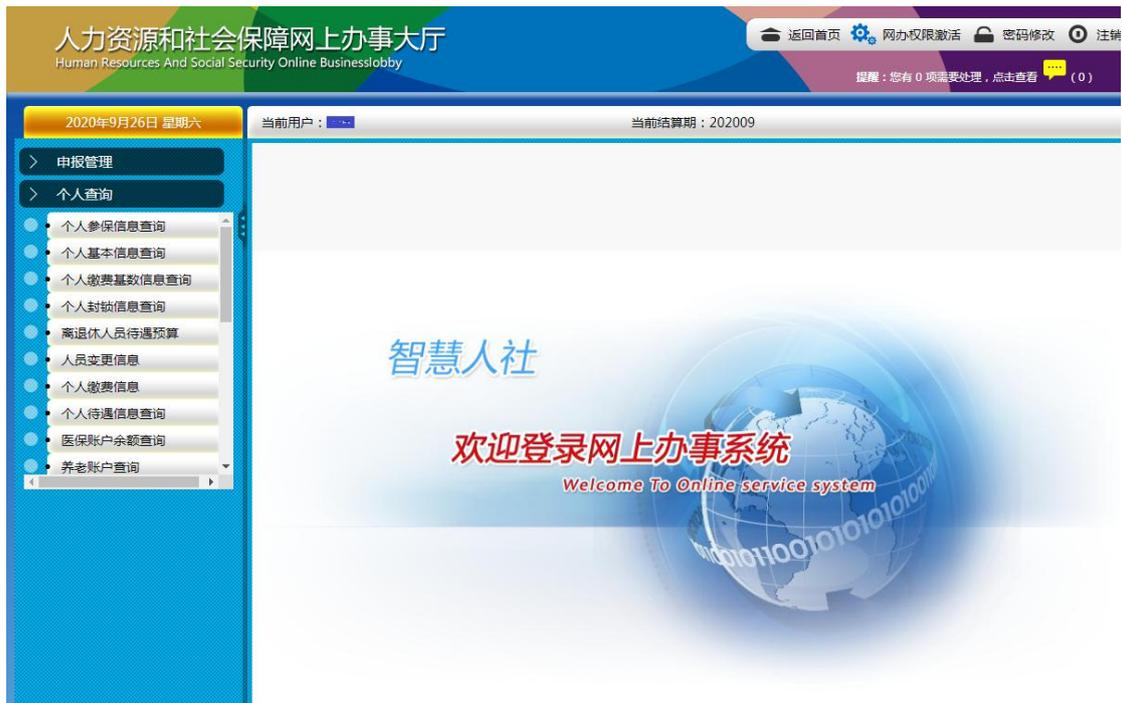 人力资源和社会保障网上办事大厅
Human Resources And Social Security Online Businesslobby
返回首页 网办权限激活 密码修改 注销
提醒：您有 0 项需要处理，点击查看 (0)
2020年9月26日 星期六
当前用户：
当前结算期：202009
申报管理
个人查询
个人参保信息查询
个人基本信息查询
个人缴费基数信息查询
个人封锁信息查询
离退休人员待遇预算
人员变更信息
个人缴费信息
个人待遇信息查询
医保账户余额查询
养老账户查询
智慧人社
欢迎登录网上办事系统
Welcome To Online service system